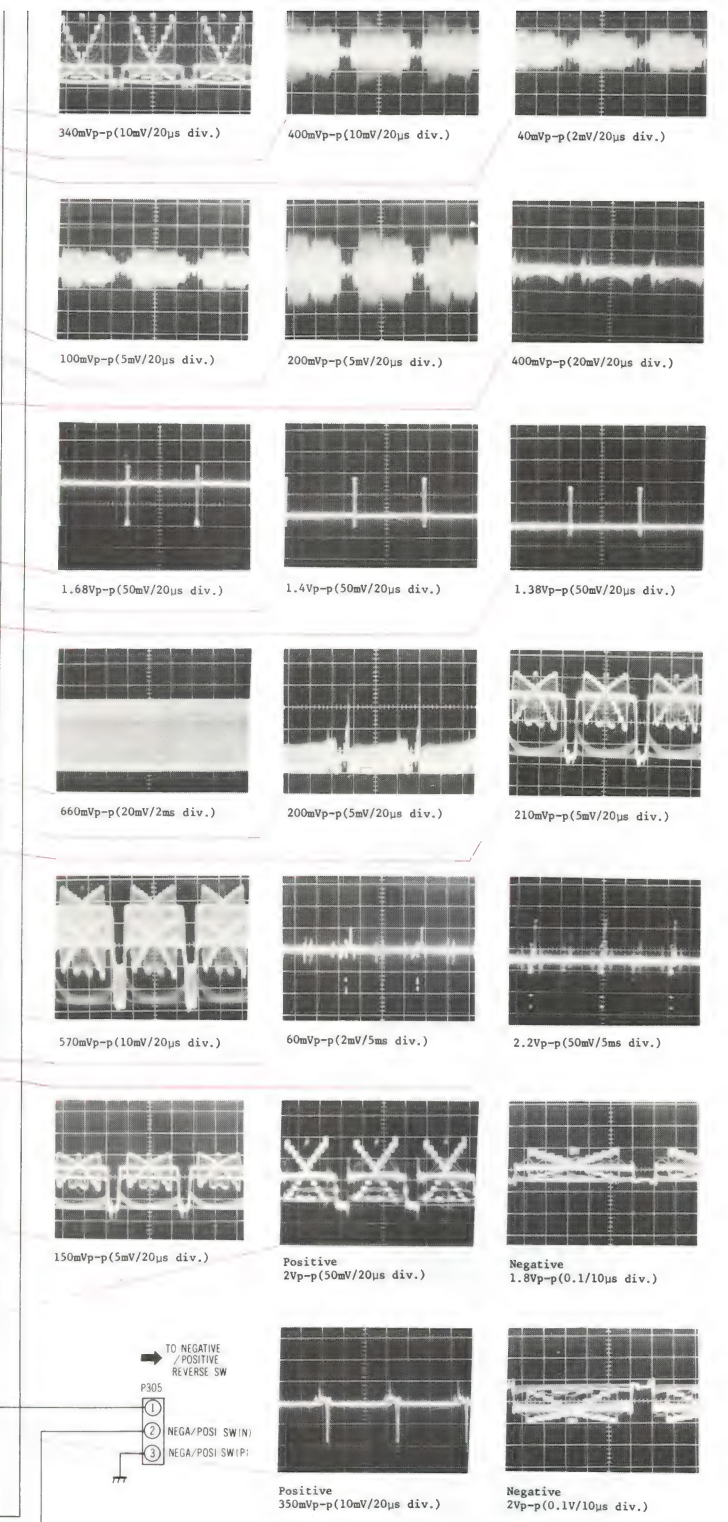 340mVp-p(10mV/20μs div.)
400mVp-p(10mV/20μs div.)
40mVp-p(2mV/20μs div.)
100mVp-p(5mV/20μs div.)
200mVp-p(5mV/20μs div.)
400mVp-p(20mV/20μs div.)
1.68Vp-p(50mV/20μs div.)
1.4Vp-p(50mV/20μs div.)
1.38Vp-p(50mV/20μs div.)
660mVp-p(20mV/2ms div.)
200mVp-p(5mV/20μs div.)
210mVp-p(5mV/20μs div.)
570mVp-p(10mV/20μs div.)
60mVp-p(2mV/5ms div.)
2.2Vp-p(50mV/5ms div.)
150mVp-p(5mV/20μs div.)
Positive
2Vp-p(50mV/20μs div.)
Negative
1.8Vp-p(0.1/10μs div.)
TO NEGATIVE
/POSITIVE
REVERSE SW
P305
1
2 NEGA/POSI SW(N)
3 NEGA/POSI SW(P)
Positive
350mVp-p(10mV/20μs div.)
Negative
2Vp-p(0.1V/10μs div.)